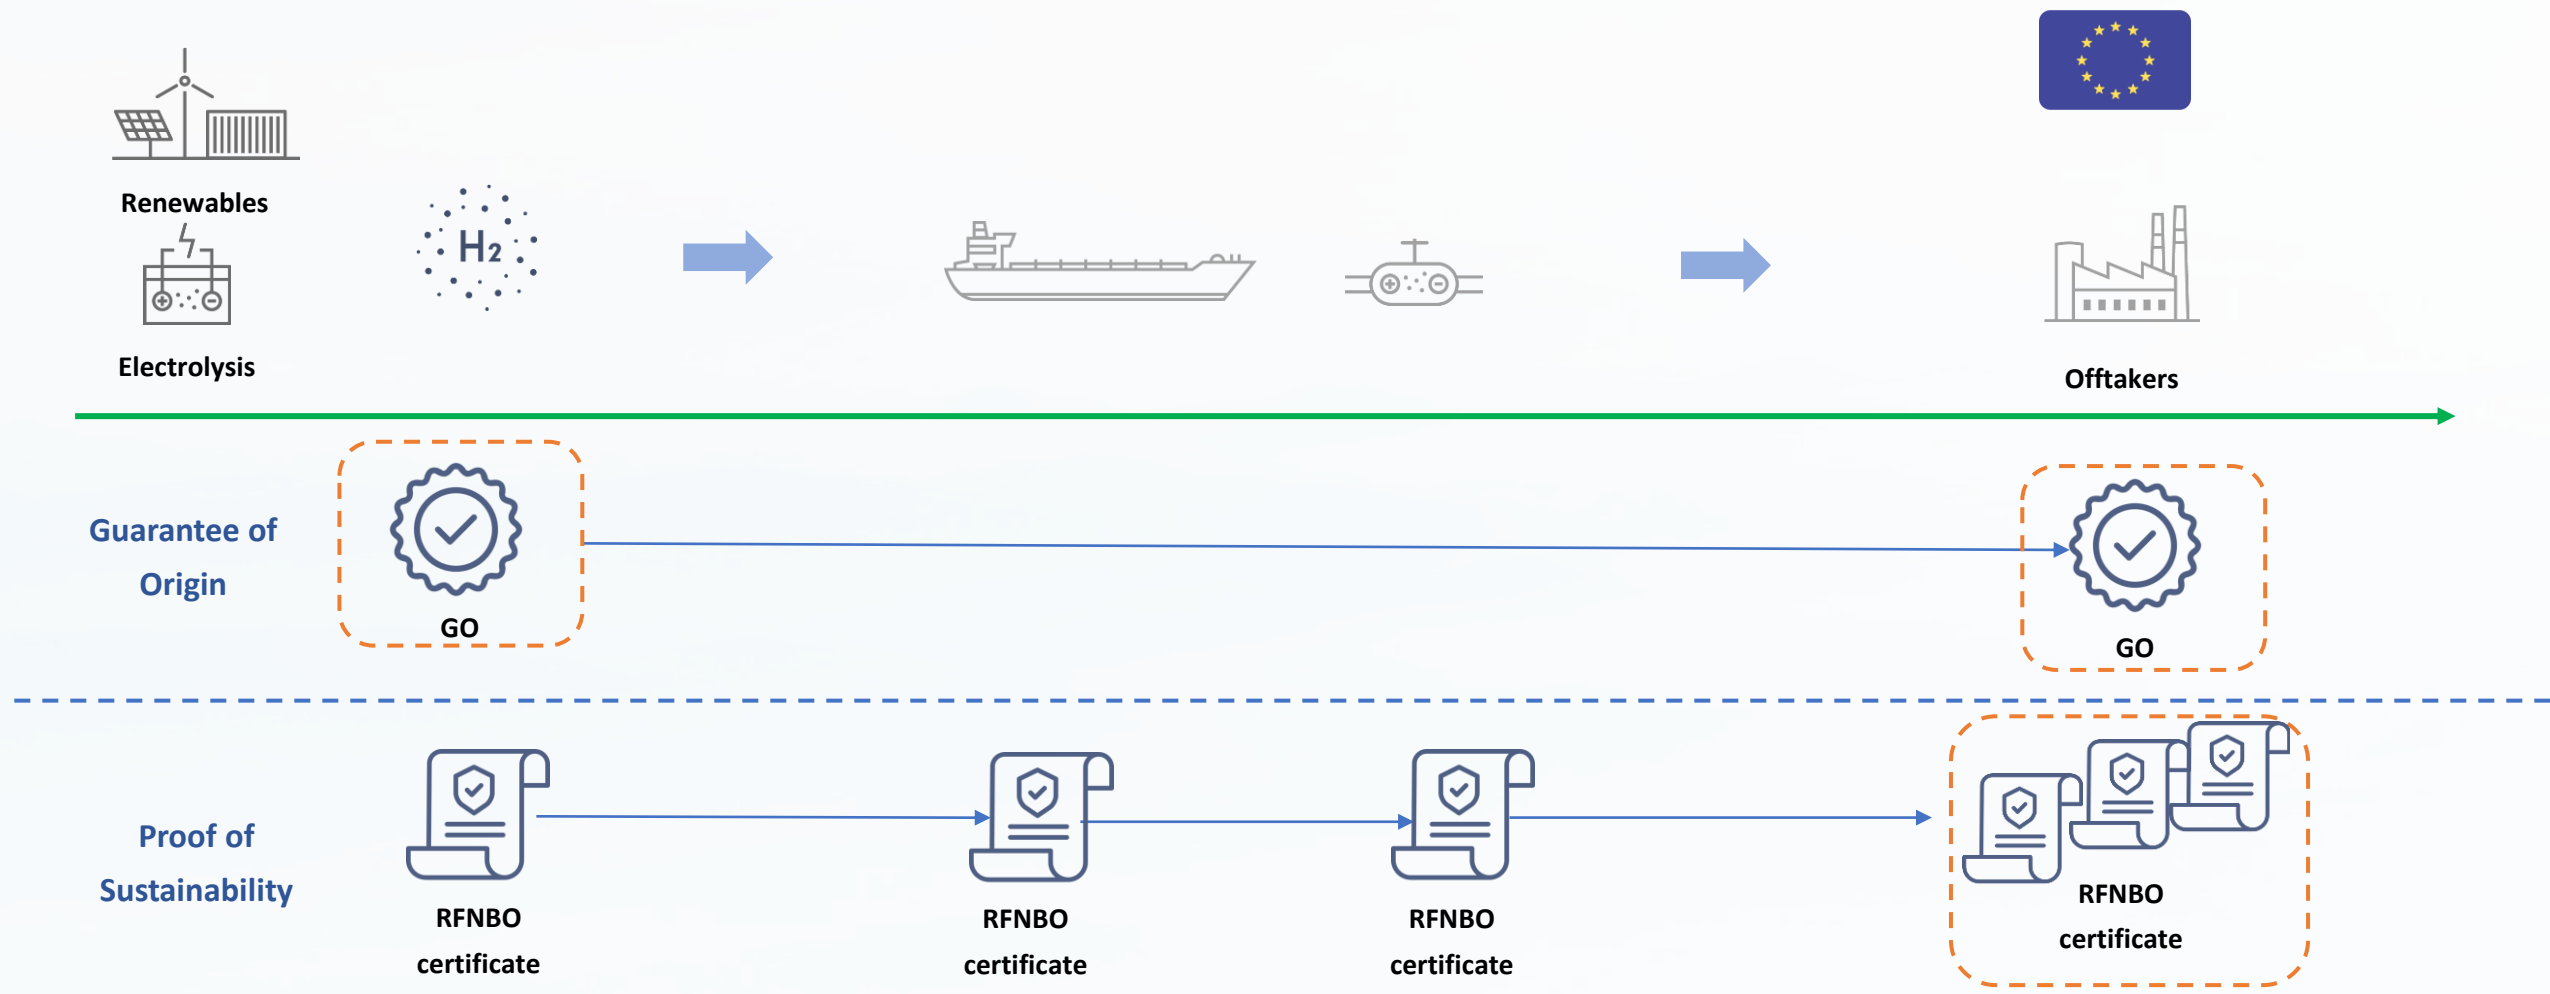 Renewables
H2
Electrolysis
Offtakers
Guarantee of
Origin
GO
GO
Proof of
Sustainability
RFNBO
certificate
RFNBO
certificate
RFNBO
certificate
RFNBO
certificate